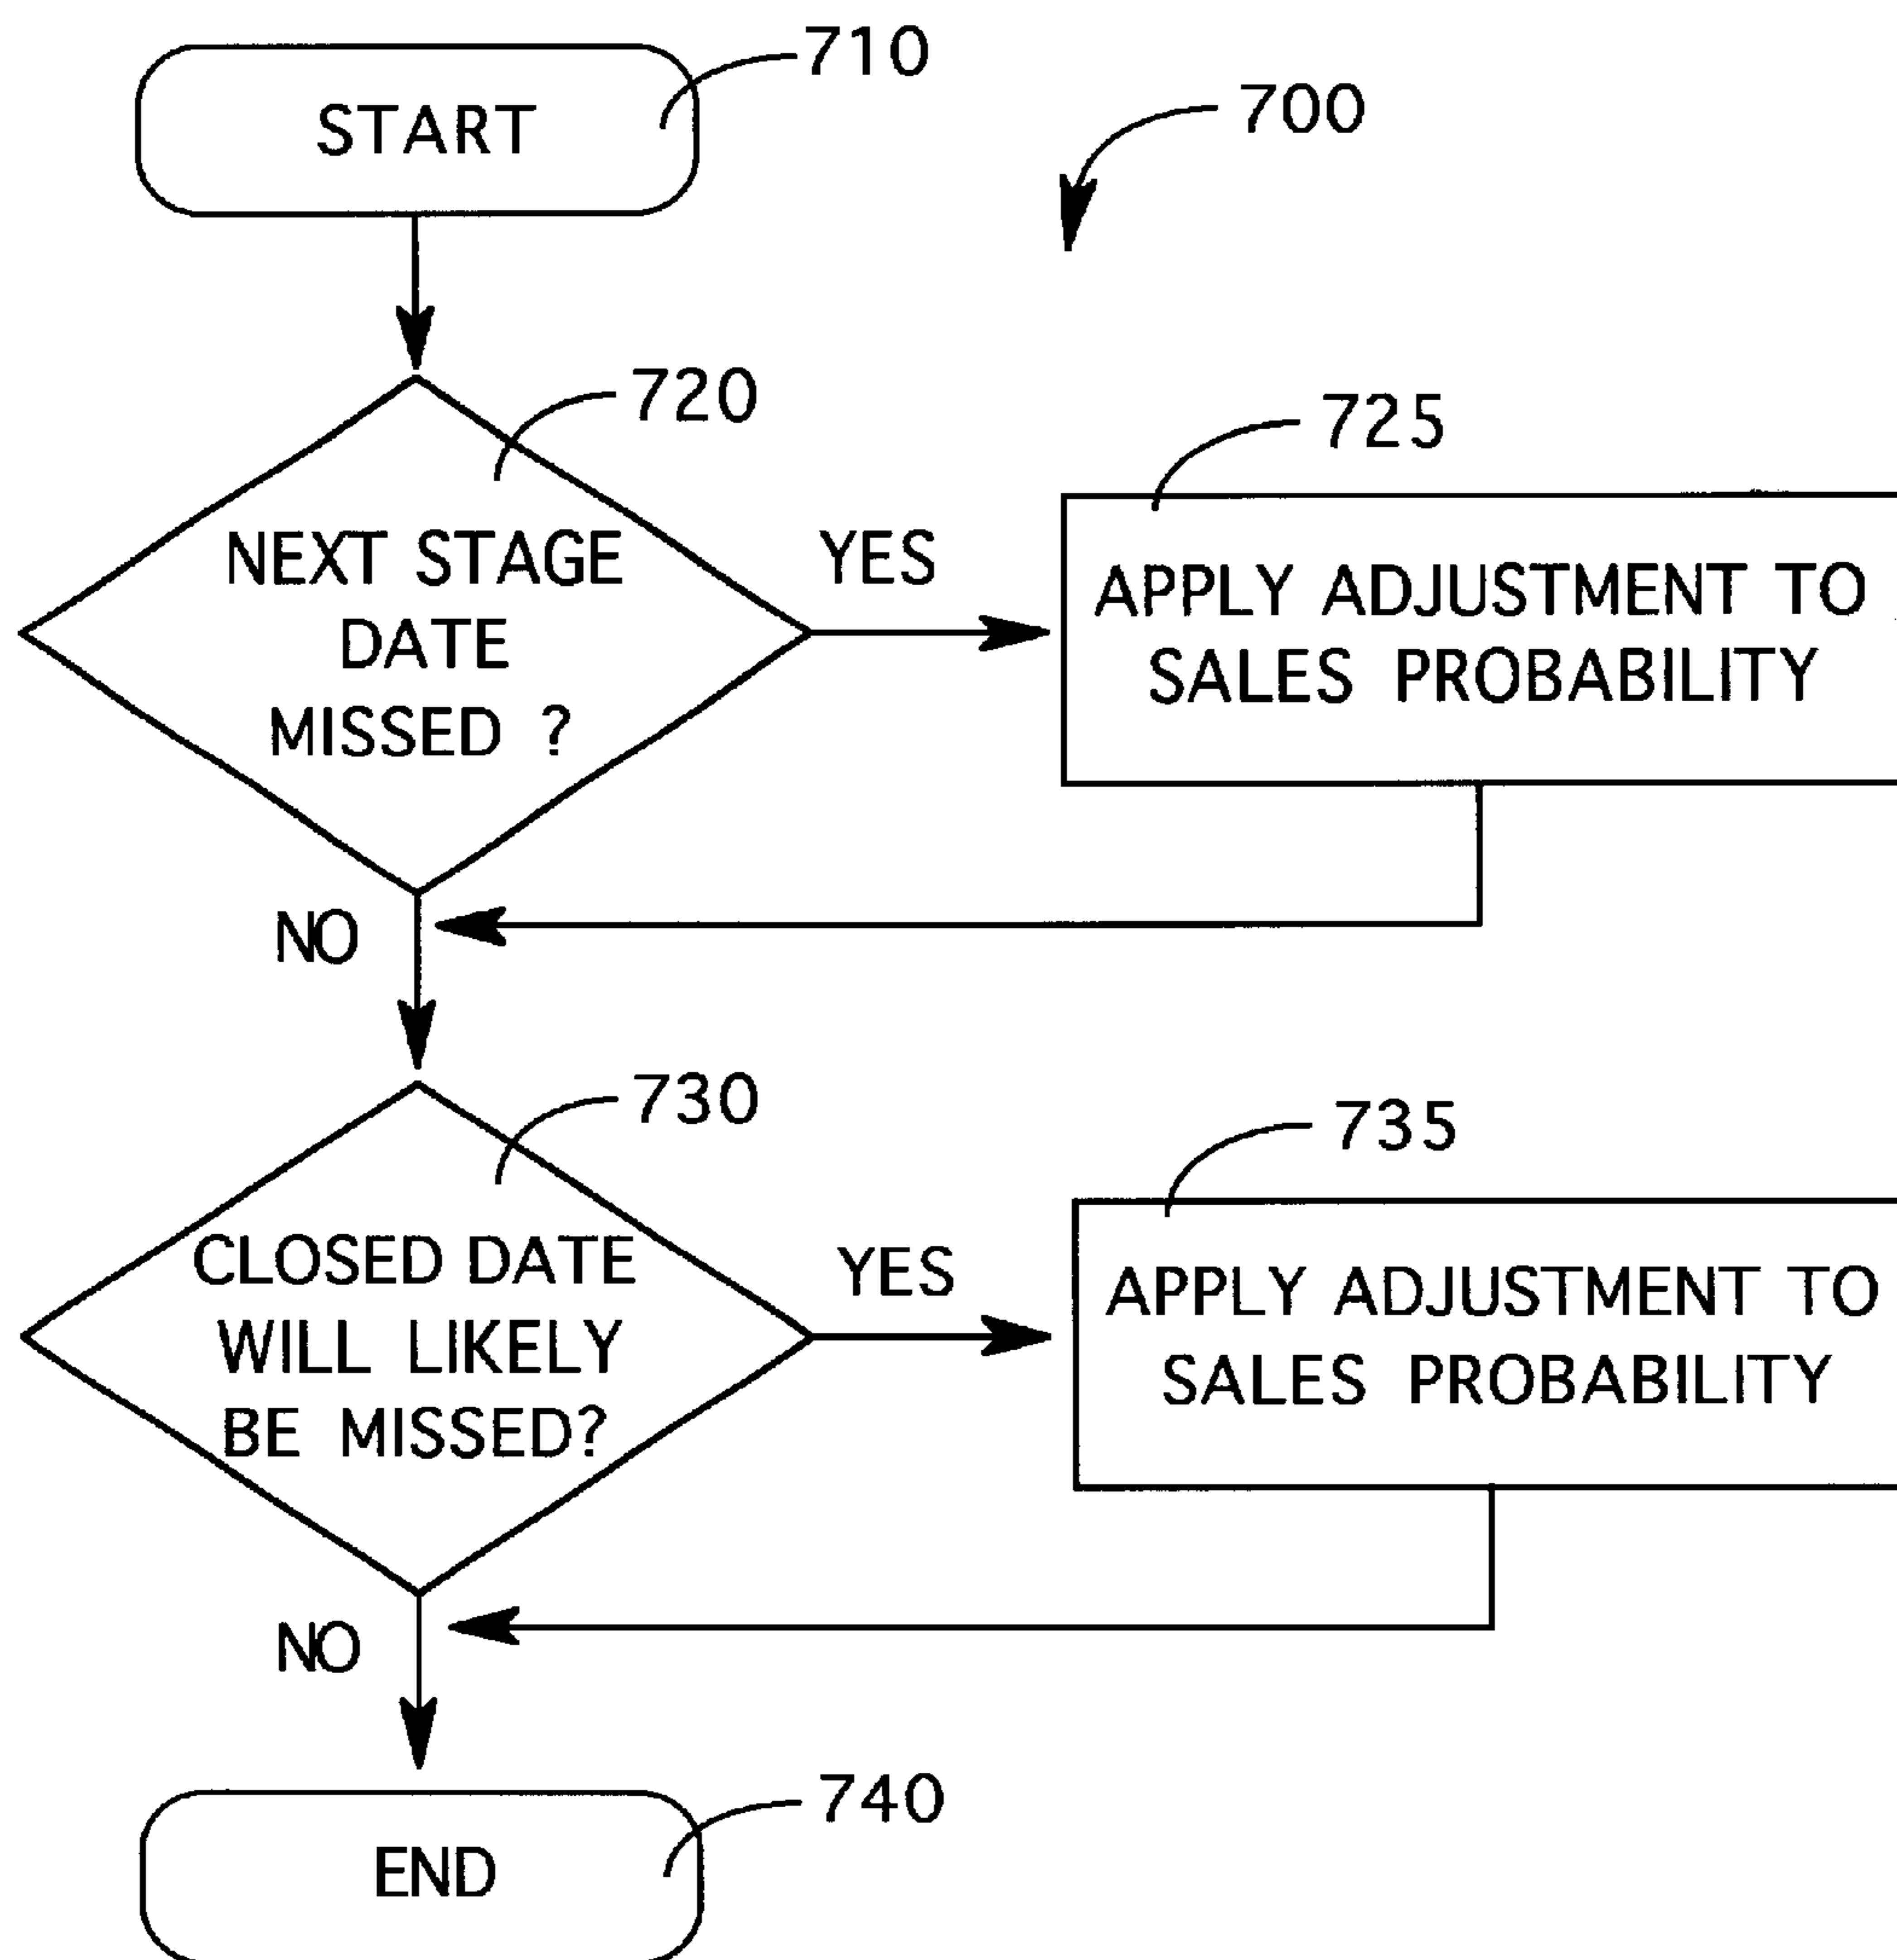 710
START
700
720
NEXT STAGE
DATE
MISSED ?
YES
725
APPLY ADJUSTMENT TO
SALES PROBABILITY
NO
730
CLOSED DATE
WILL LIKELY
BE MISSED?
YES
735
APPLY ADJUSTMENT TO
SALES PROBABILITY
NO
740
END